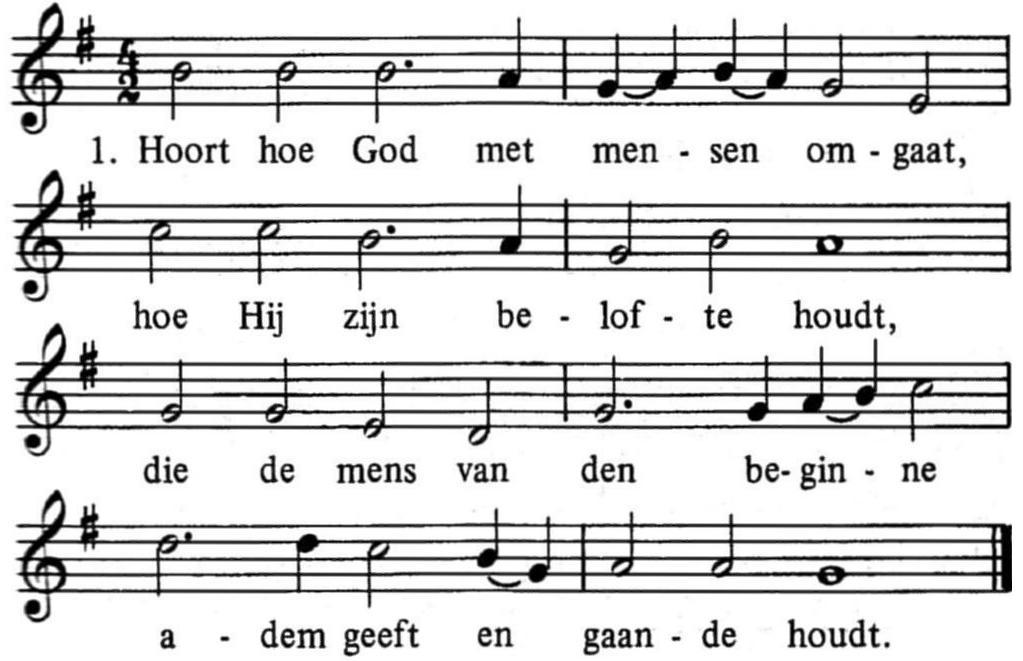 1. Hoort hoe God met men - sen om - gaat,
hoe Hij zijn be - lof - te houdt,
die de mens van den be- gin - ne
a - dem geeft en gaan - de houdt.